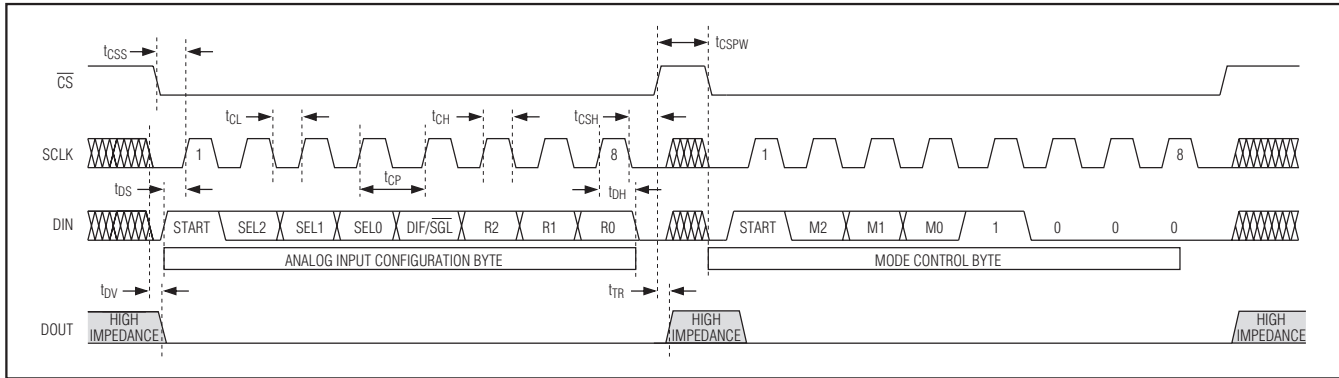 tCSS
tCSPW
CS
tCL
tCH
tCSH
SCLK
1
8
1
8
tDS
tCP
tDH
DIN
START
SEL2
SEL1
SEL0
DIF/SGL
R2
R1
R0
START
M2
M1
M0
1
0
0
0
ANALOG INPUT CONFIGURATION BYTE
MODE CONTROL BYTE
tDV
tTR
DOUT
HIGH
IMPEDANCE
HIGH
IMPEDANCE
HIGH
IMPEDANCE